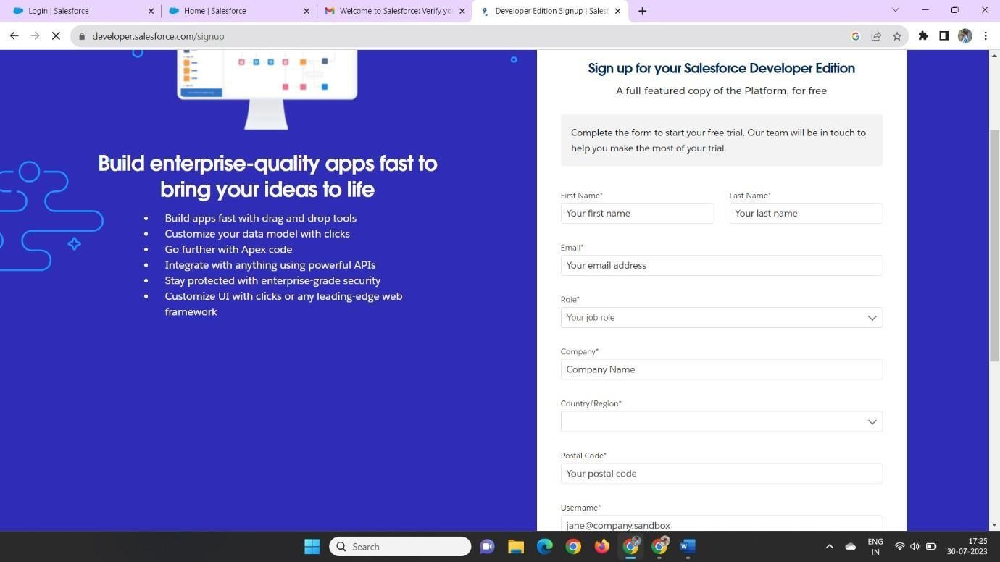 Login | Salesforce
Home | Salesforce
Welcome to Salesforce: Verify yo
Developer Edition Signup | Sales
developer.salesforce.com/signup
Build enterprise-quality apps fast to
bring your ideas to life
• Build apps fast with drag and drop tools
• Customize your data model with clicks
• Go further with Apex code
• Integrate with anything using powerful APIs
• Stay protected with enterprise-grade security
• Customize UI with clicks or any leading-edge web
framework
Sign up for your Salesforce Developer Edition
A full-featured copy of the Platform, for free
Complete the form to start your free trial. Our team will be in touch to
help you make the most of your trial.
First Name*
Your first name
Last Name*
Your last name
Email*
Your email address
Role*
Your job role
Company*
Company Name
Country/Region*
Postal Code*
Your postal code
Username*
jane@company.sandbox
Search
ENG
IN
17:25
30-07-2023